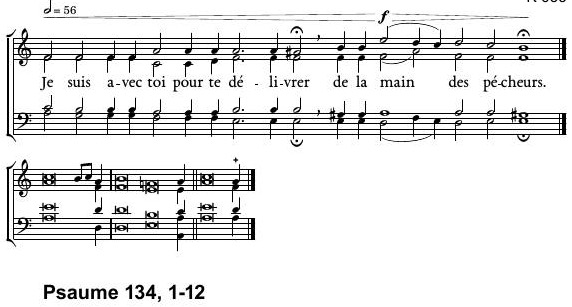 = 56
f
Je suis a-vec toi pour te dé - li-vrer de la main des pé-cheurs.
Psaume 134, 1-12